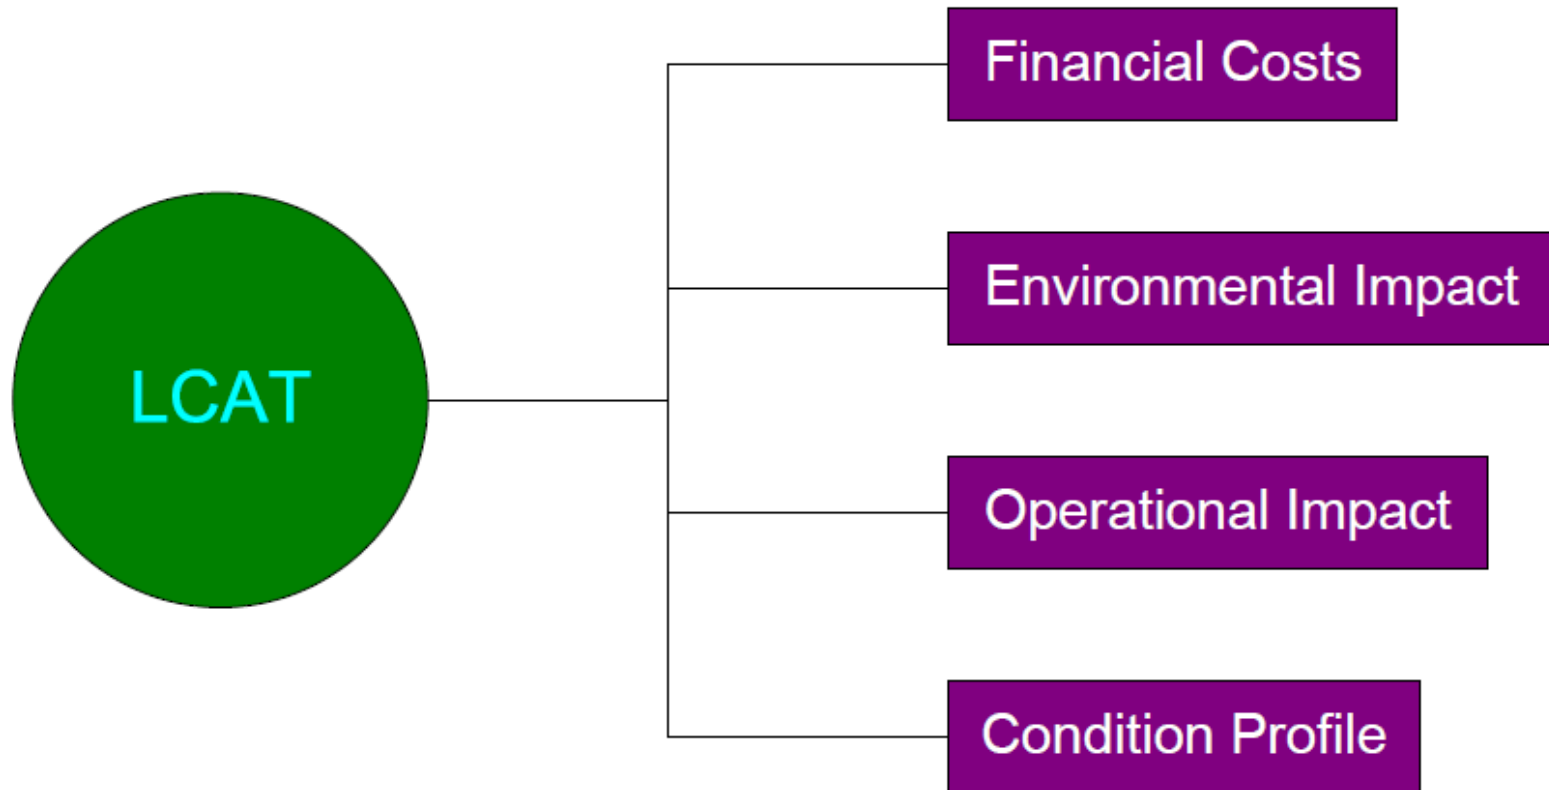 LCAT
Financial Costs
Environmental Impact
Operational Impact
Condition Profile